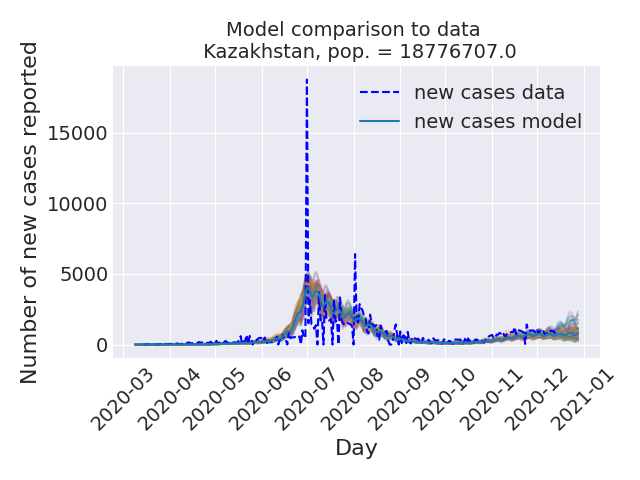 Model comparison to data
Kazakhstan, pop. = 18776707.0
new cases data
new cases model
Number of new cases reported
15000
10000
5000
0
2020-03
2020-04
2020-05
2020-06
2020-07
2020-08
2020-09
2020-10
2020-11
2020-12
2021-01
Day